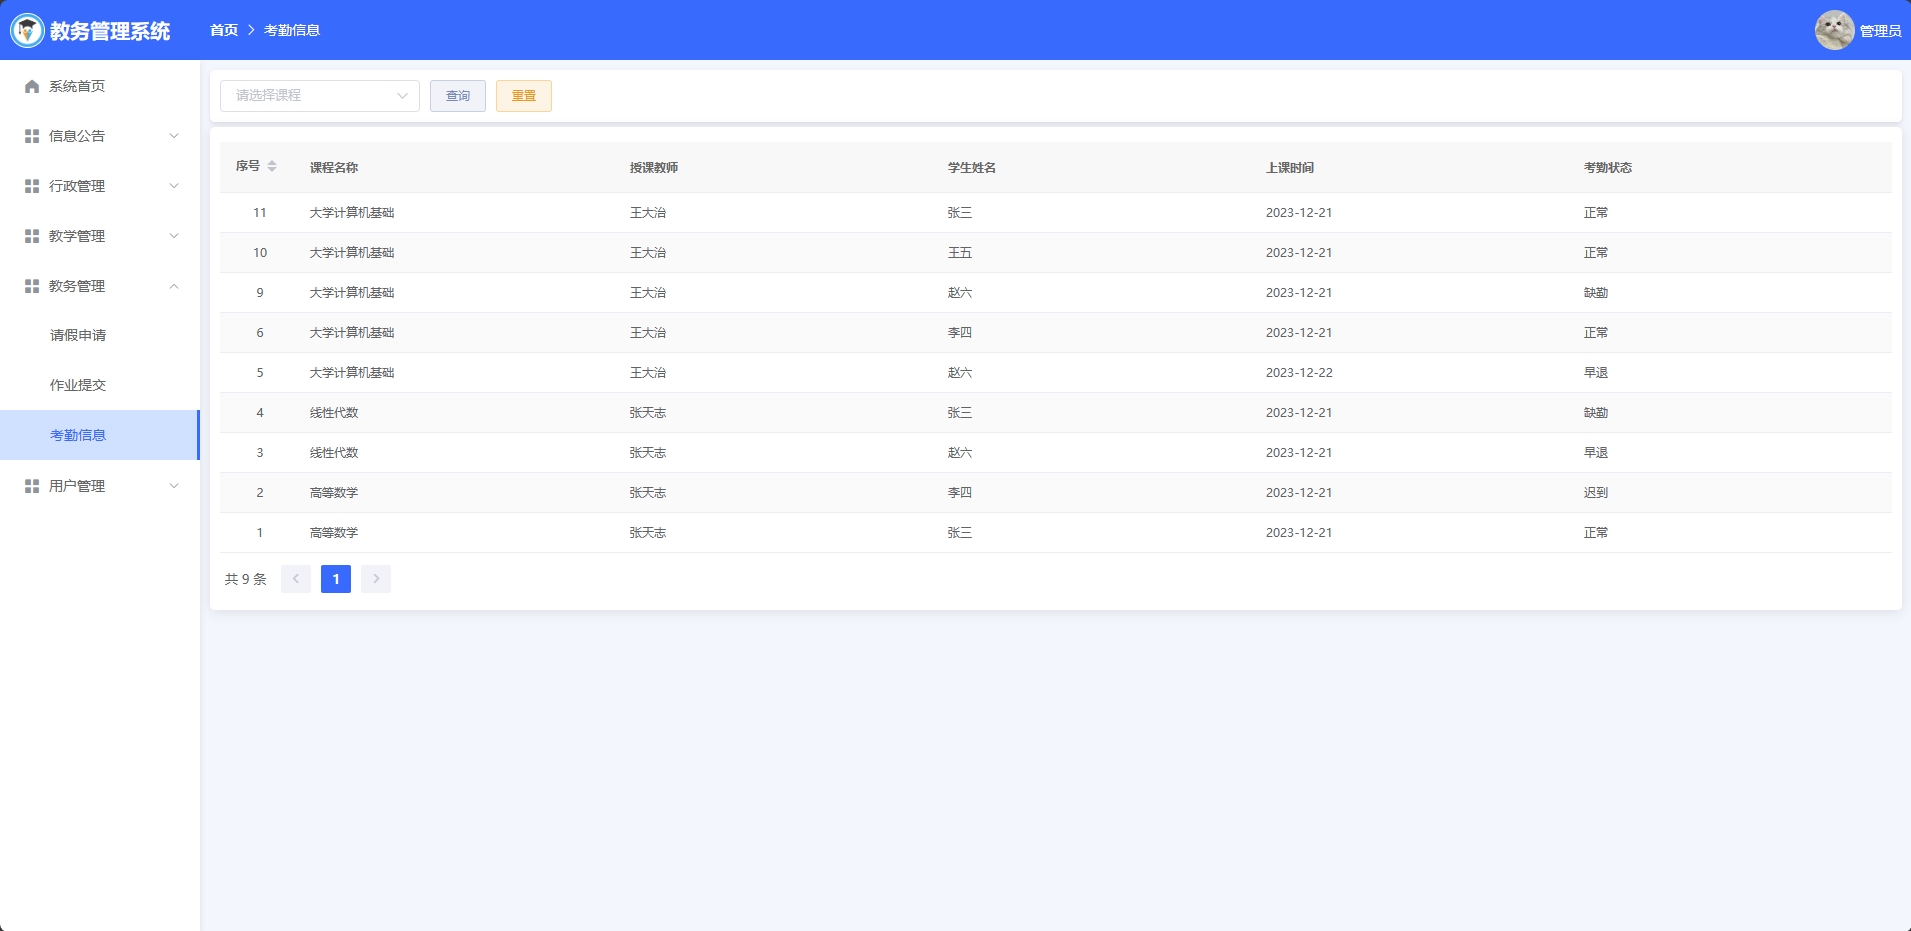 教务管理系统 首页 > 考勤信息 管理员
系统首页
信息公告
行政管理
教学管理
教务管理
请假申请
作业提交
考勤信息
用户管理
请选择课程 查询 重置
序号 课程名称 授课教师 学生姓名 上课时间 考勤状态
11 大学计算机基础 王大治 张三 2023-12-21 正常
10 大学计算机基础 王大治 王五 2023-12-21 正常
9 大学计算机基础 王大治 赵六 2023-12-21 缺勤
6 大学计算机基础 王大治 李四 2023-12-21 正常
5 大学计算机基础 王大治 赵六 2023-12-22 早退
4 线性代数 张天志 张三 2023-12-21 缺勤
3 线性代数 张天志 赵六 2023-12-21 早退
2 高等数学 张天志 李四 2023-12-21 迟到
1 高等数学 张天志 张三 2023-12-21 正常
共 9 条 < 1 >